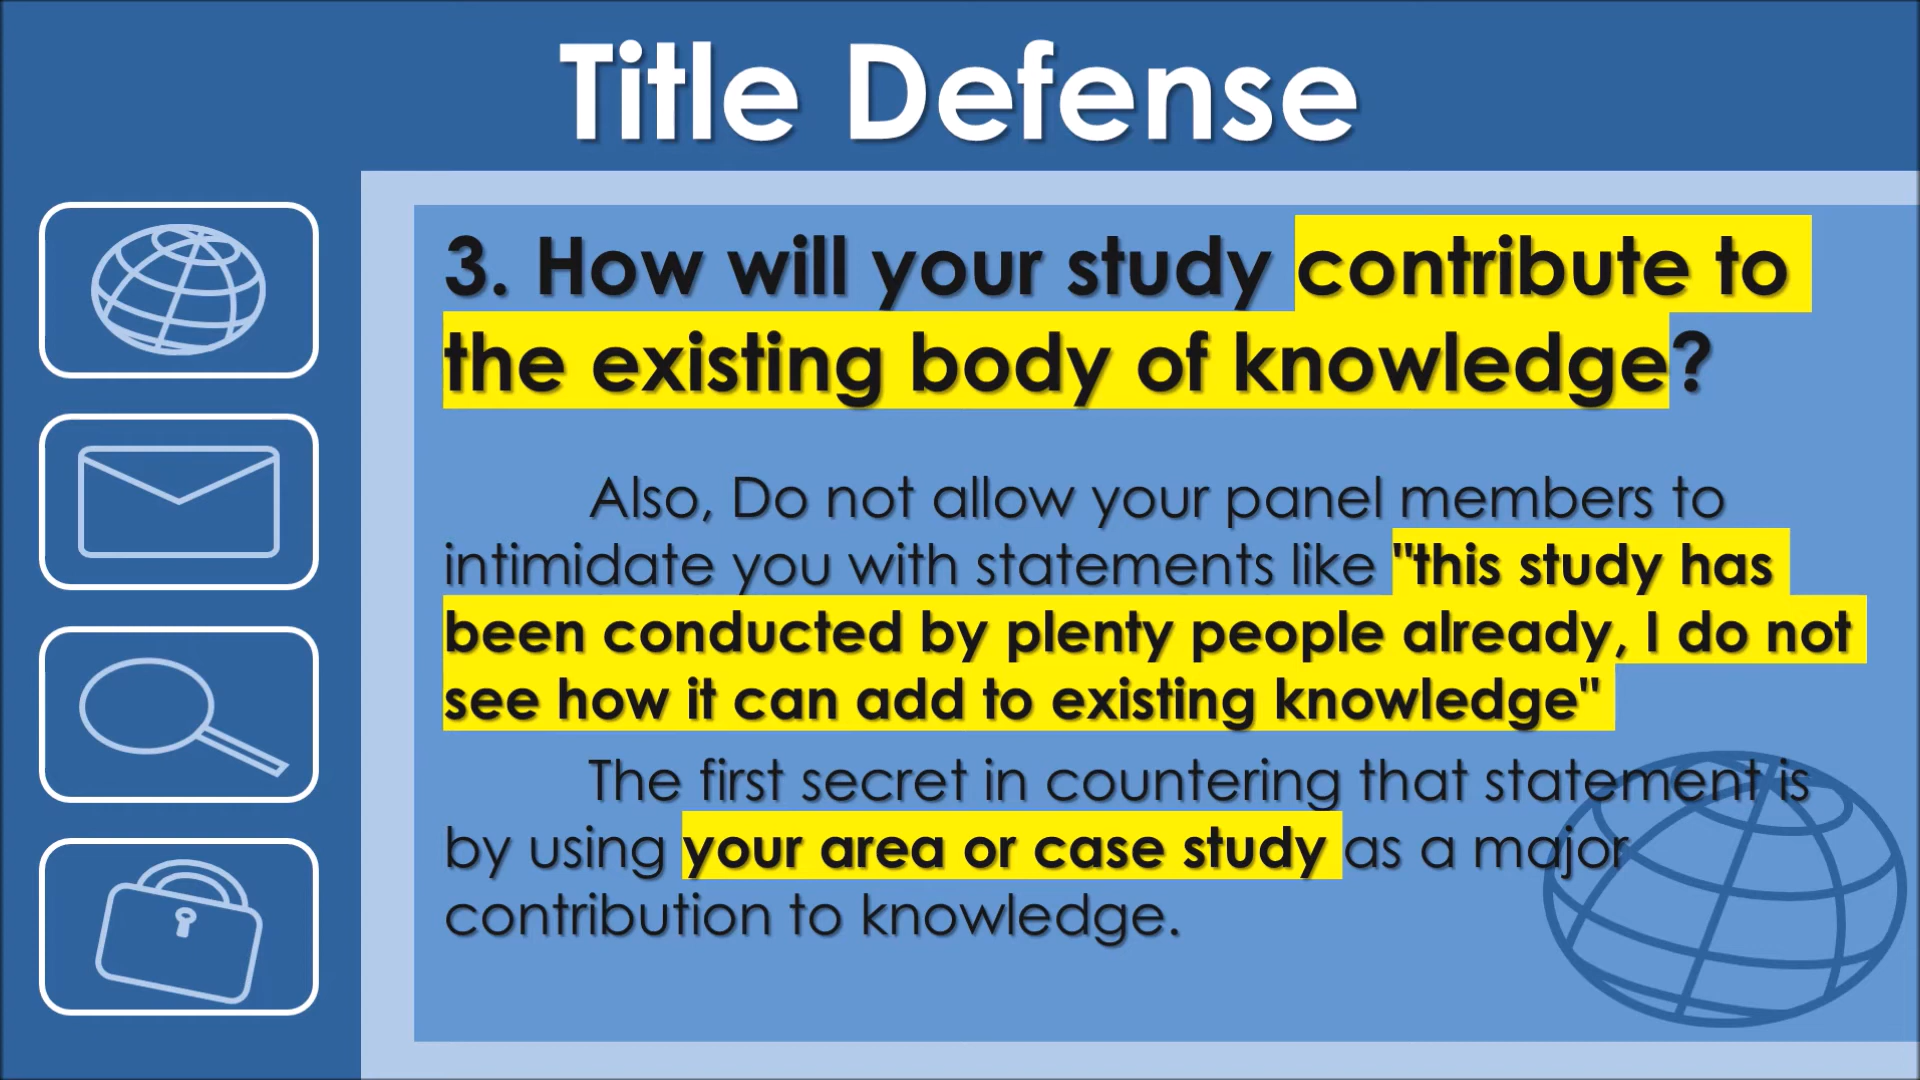 Title Defense
3. How will your study contribute to
the existing body of knowledge?
Also, Do not allow your panel members to
intimidate you with statements like "this study has
been conducted by plenty people already, I do not
see how it can add to existing knowledge"
The first secret in countering that statement is
by using your area or case study as a major
contribution to knowledge.